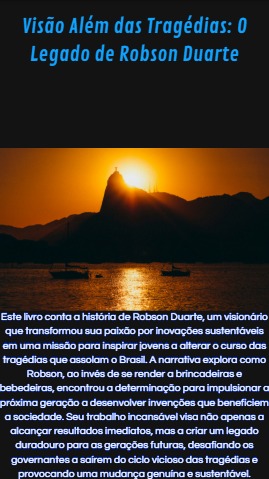 Visão Além das Tragédias: O
Legado de Robson Duarte
Este livro conta a história de Robson Duarte, um visionário
que transformou sua paixão por inovações sustentáveis
em uma missão para inspirar jovens a alterar o curso das
tragédias que assolam o Brasil. A narrativa explora como
Robson, ao invés de se render a brincadeiras e
bebedeiras, encontrou a determinação para impulsionar a
próxima geração a desenvolver invenções que beneficiem
a sociedade. Seu trabalho incansável visa não apenas a
alcançar resultados imediatos, mas a criar um legado
duradouro para as gerações futuras, desafiando os
governantes a saírem do ciclo vicioso das tragédias e
provocando uma mudança genuína e sustentável.